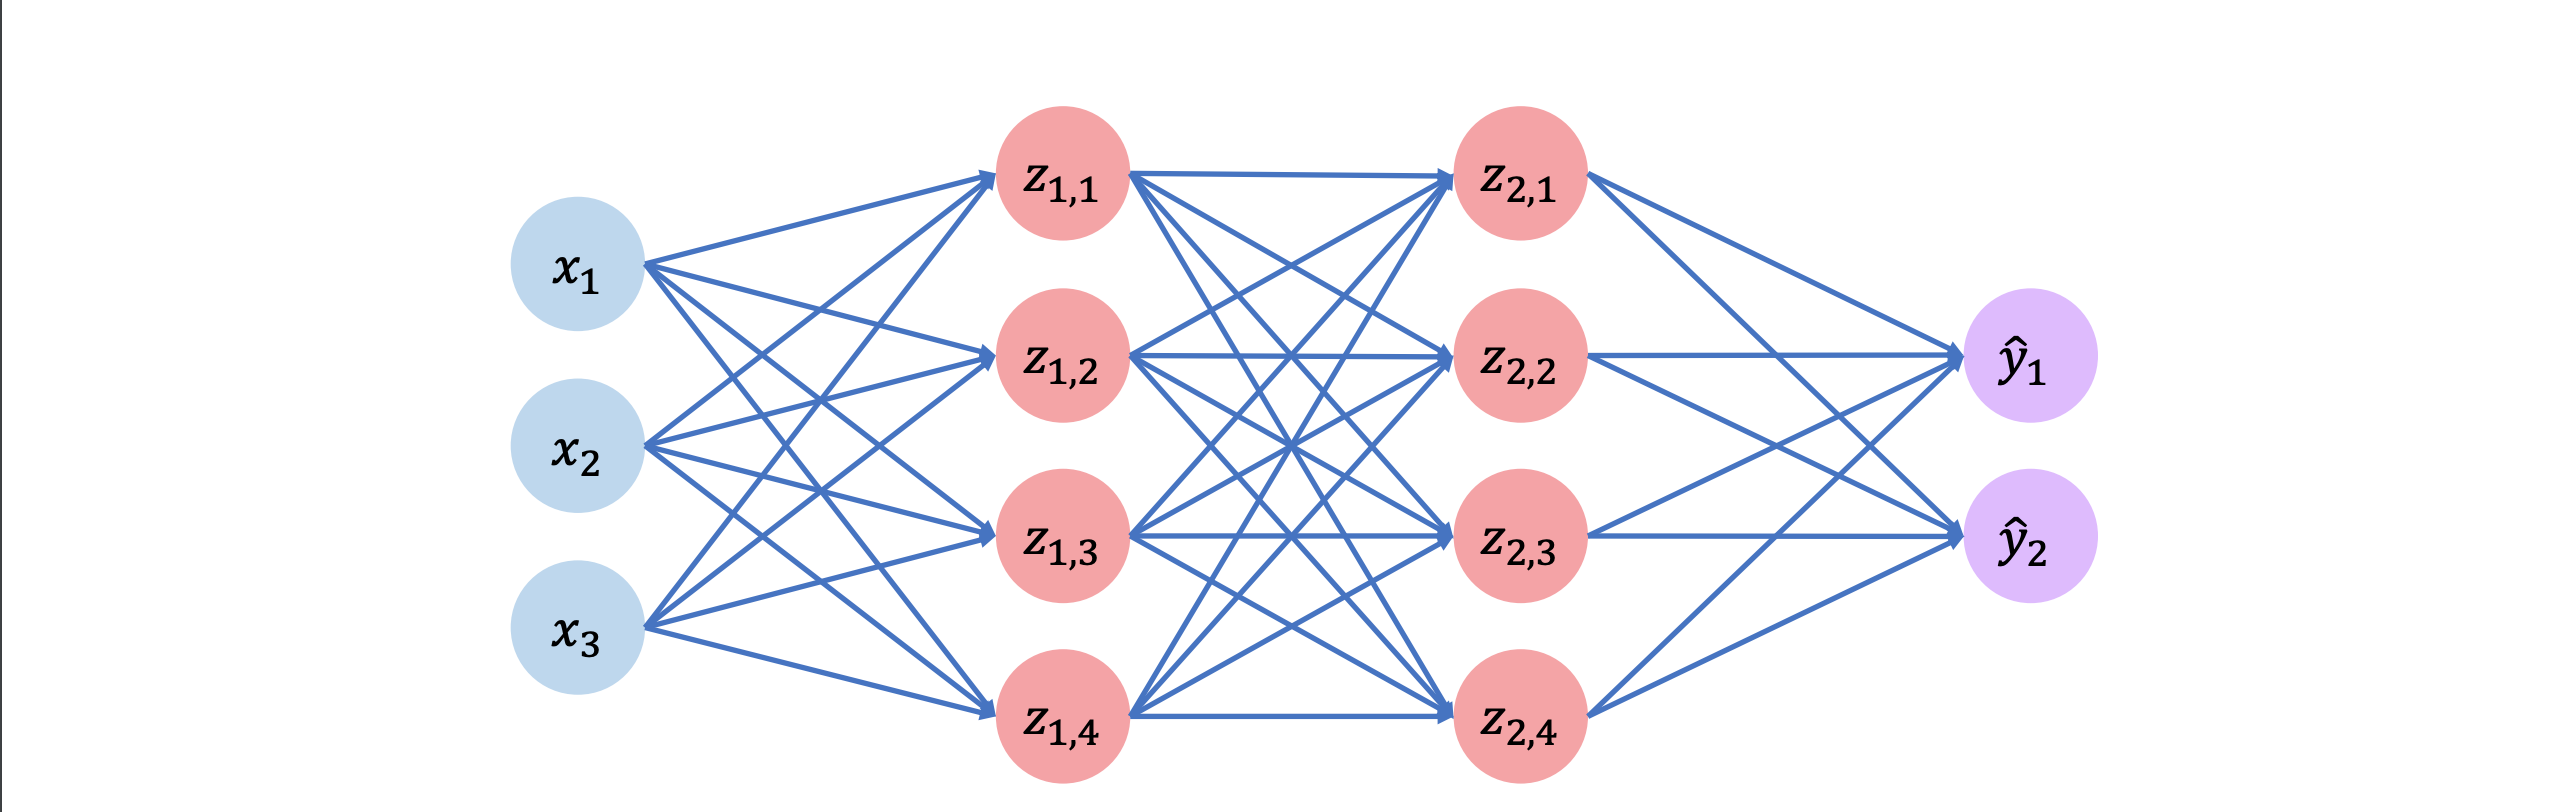 x₁
x₂
x₃
z₁,₁
z₁,₂
z₁,₃
z₁,₄
z₂,₁
z₂,₂
z₂,₃
z₂,₄
ŷ₁
ŷ₂